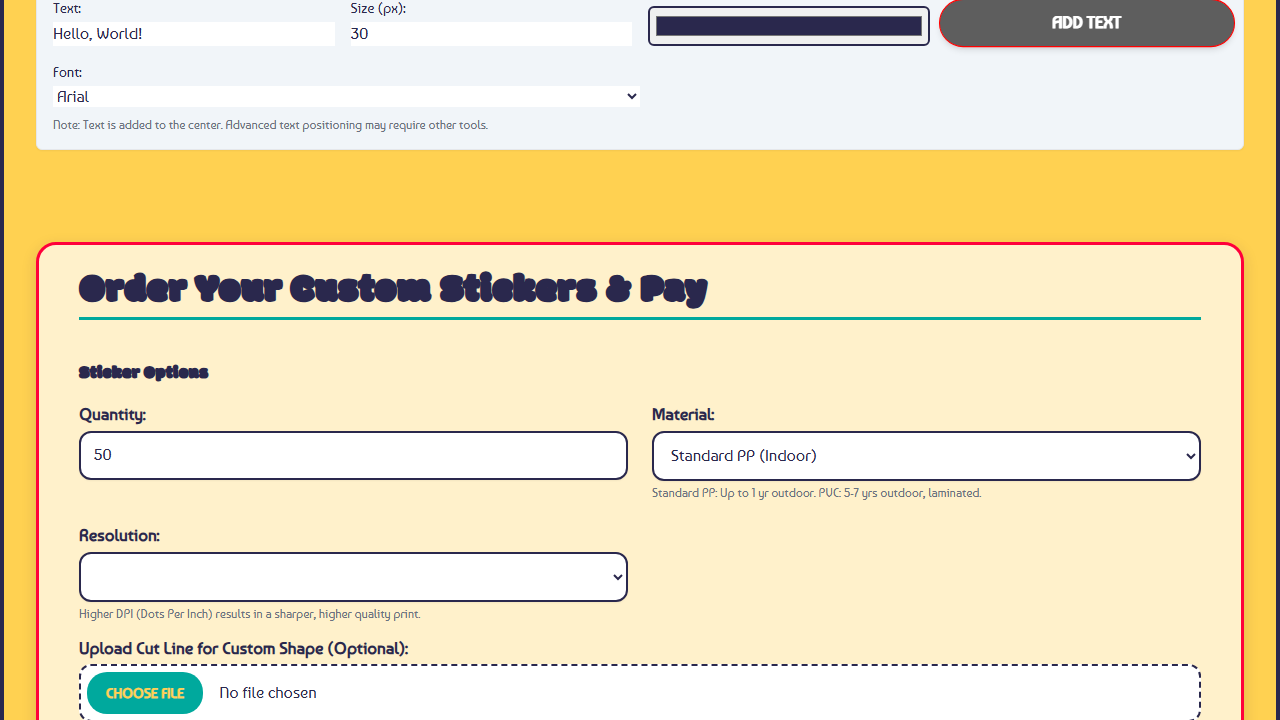 Text:
Size (px):
Hello, World!
30
ADD TEXT
Font:
Arial
Note: Text is added to the center. Advanced text positioning may require other tools.
Order Your Custom Stickers & Pay
Sticker Options
Quantity:
Material:
50
Standard PP (Indoor)
Standard PP: Up to 1 yr outdoor. PVC: 5-7 yrs outdoor, laminated.
Resolution:
Higher DPI (Dots Per Inch) results in a sharper, higher quality print.
Upload Cut Line for Custom Shape (Optional):
CHOOSE FILE
No file chosen